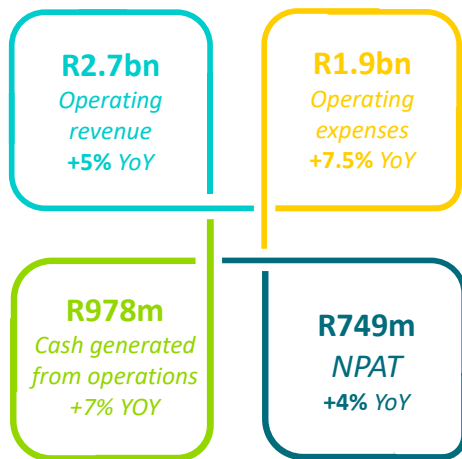 R2.7bn
Operating
revenue
+5% YoY
R1.9bn
Operating
expenses
+7.5% YoY
R978m
Cash generated
from operations
+7% YOY
R749m
NPAT
+4% YoY